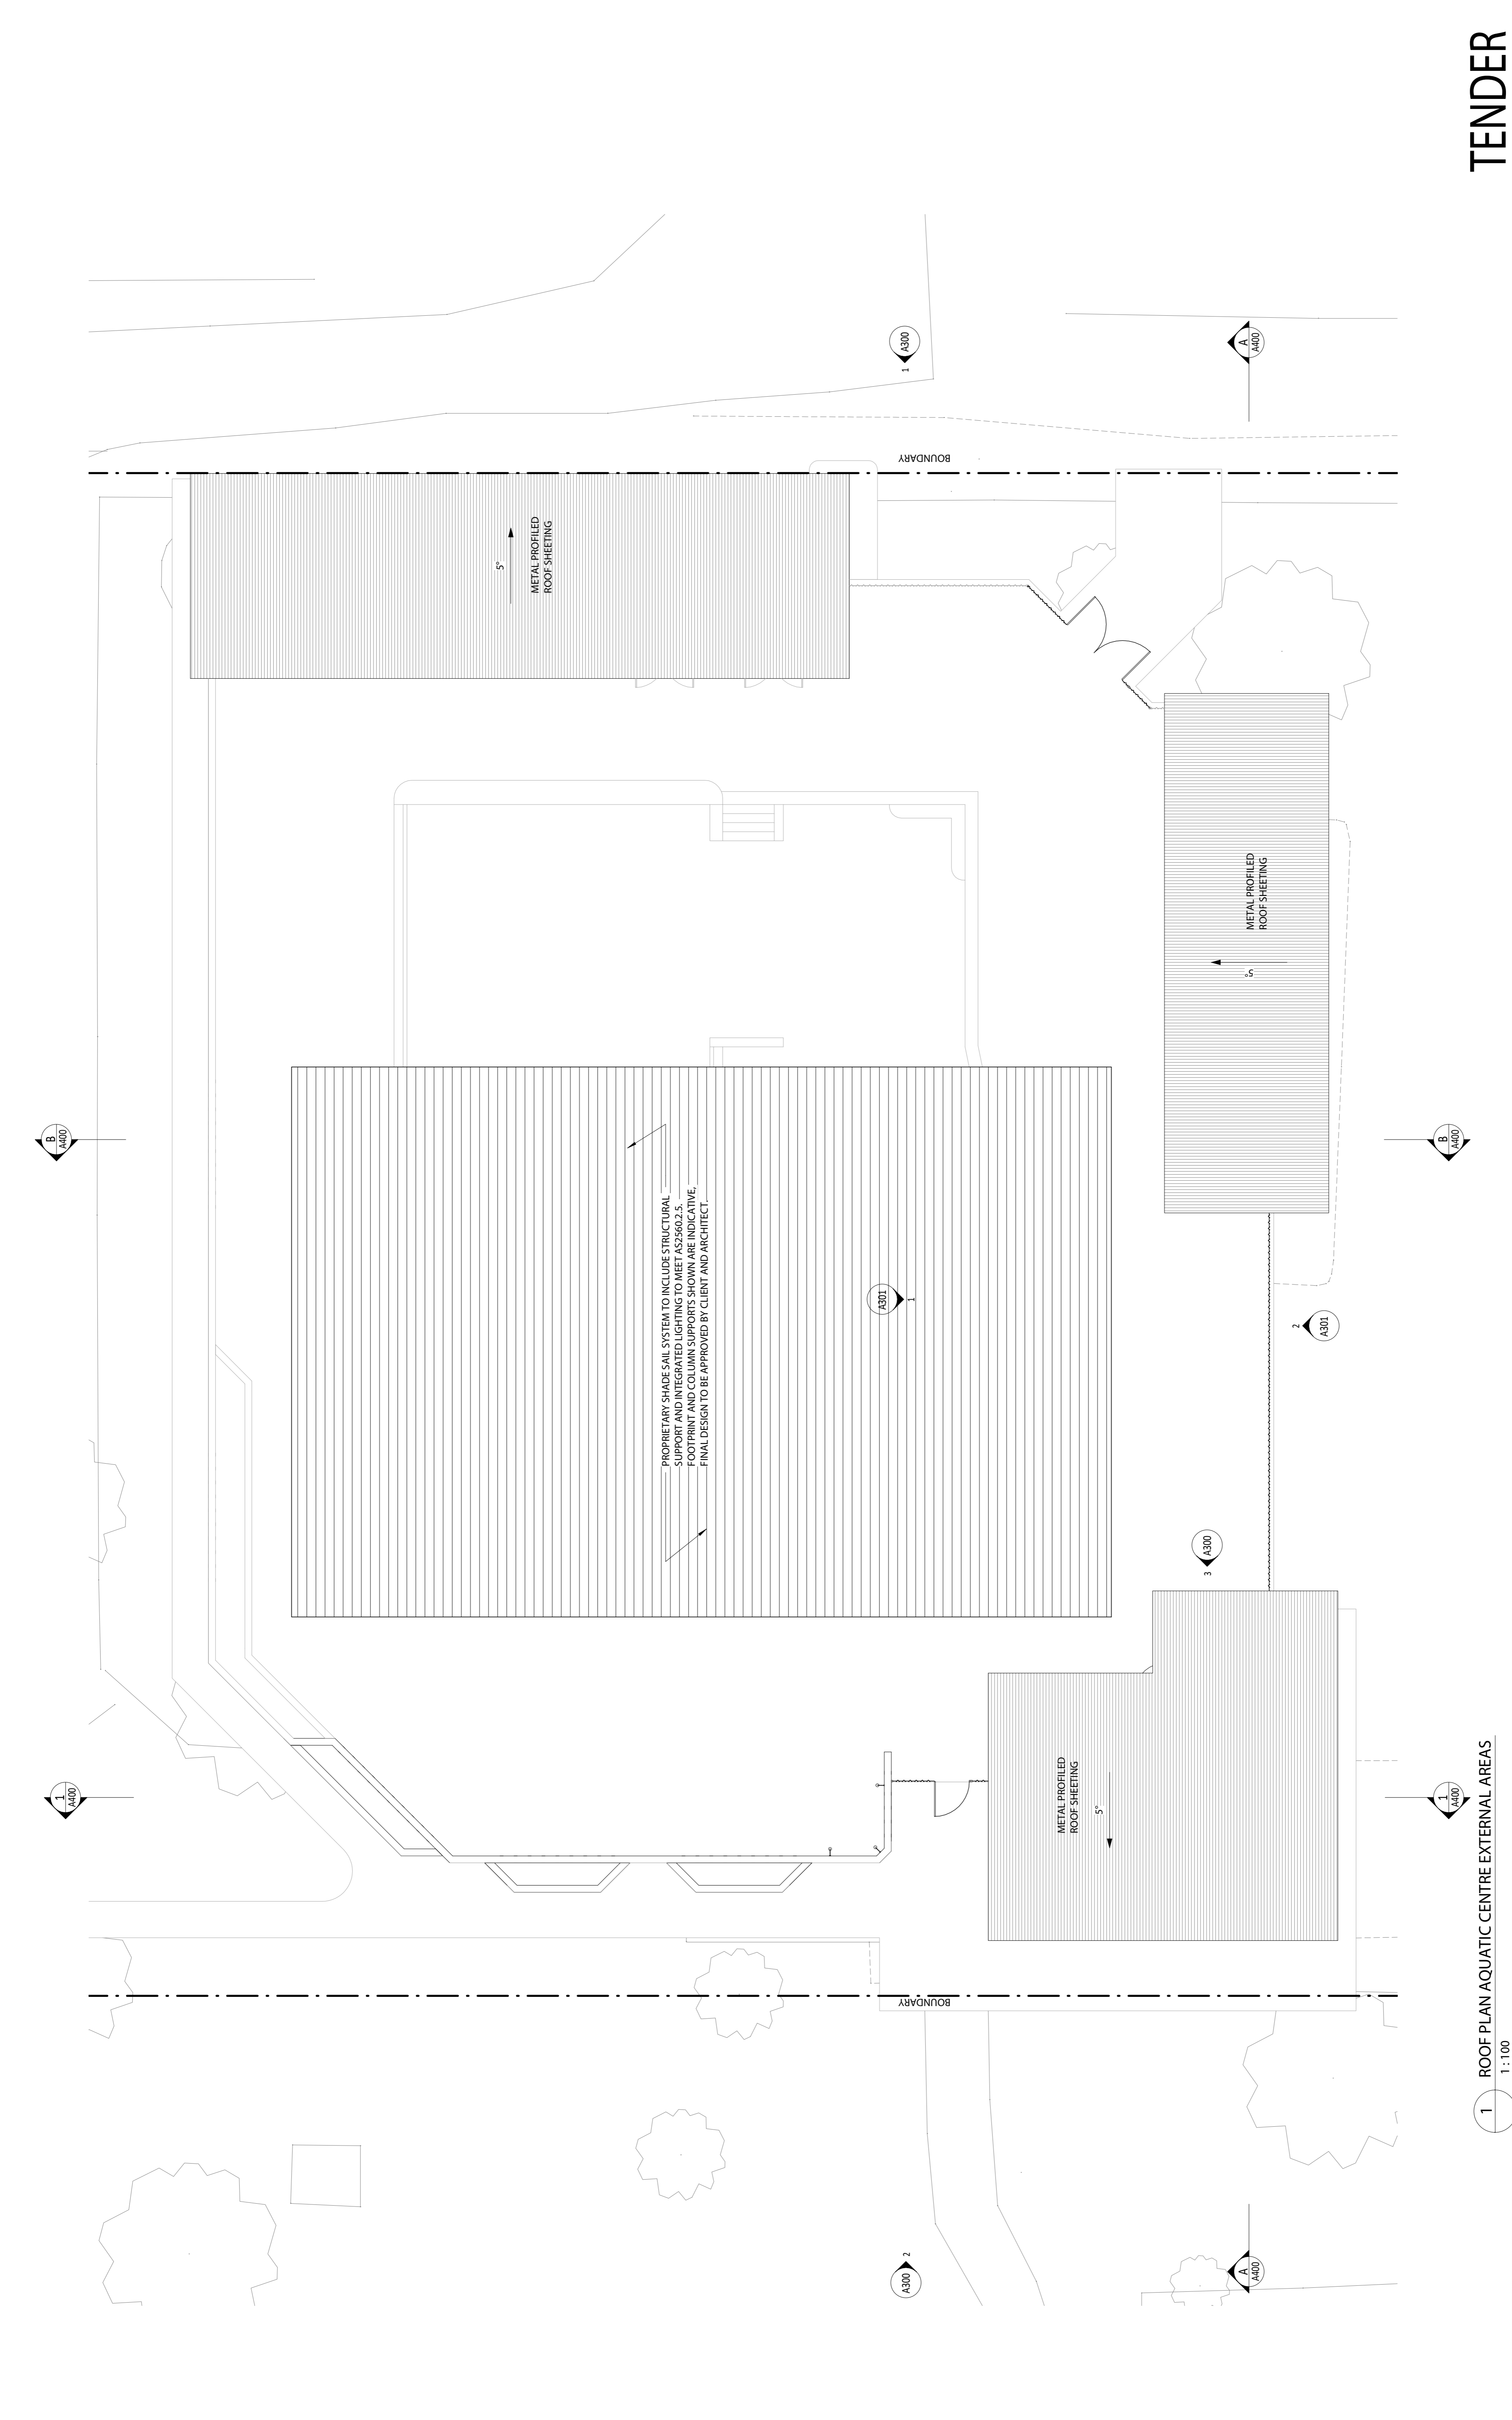 TENDER
1
A300
A
A400
BOUNDARY
5°
METAL PROFILED
ROOF SHEETING
METAL PROFILED
ROOF SHEETING
5°
B
A400
B
A400
PROPRIETARY SHADE SAIL SYSTEM TO INCLUDE STRUCTURAL
SUPPORT AND INTEGRATED LIGHTING TO MEET AS2560.2.5.
FOOTPRINT AND COLUMN SUPPORTS SHOWN ARE INDICATIVE,
FINAL DESIGN TO BE APPROVED BY CLIENT AND ARCHITECT.
A301
1
2
A301
A300
3
1
A400
METAL PROFILED
ROOF SHEETING
5°
1
A400
BOUNDARY
2
A300
A
A400
1
ROOF PLAN AQUATIC CENTRE EXTERNAL AREAS
1 : 100